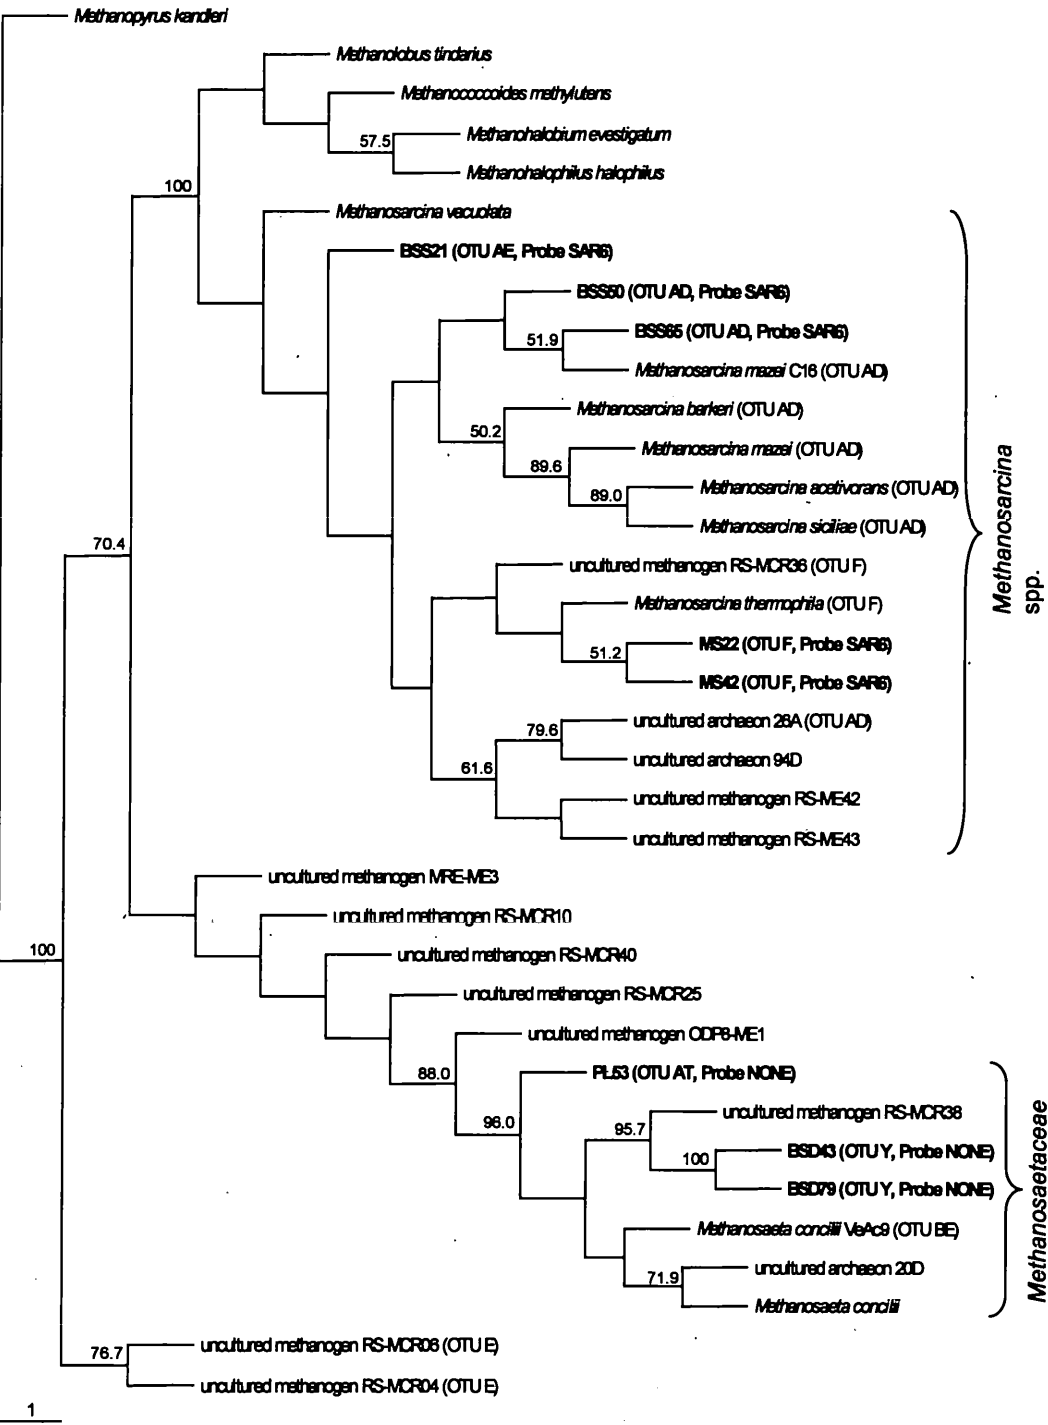 Methanopyrus kandleri
Methanolobus tindarius
Methanococcoides methylutens
Methanohalobium evestigatum
57.5
Methanohalophilus halophilus
100
Methanosarcina vacuolata
BSS21 (OTU AE, Probe SAR6)
BSS50 (OTU AD, Probe SAR6)
BSS65 (OTU AD, Probe SAR6)
51.9
Methanosarcina mazei C16 (OTU AD)
Methanosarcina barkeri (OTU AD)
50.2
Methanosarcina mazei (OTU AD)
89.6
Methanosarcina acetivorans (OTU AD)
89.0
Methanosarcina siciliae (OTU AD)
Methanosarcina
spp.
70.4
uncultured methanogen RS-MCR36 (OTU F)
Methanosarcina thermophila (OTU F)
MS22 (OTU F, Probe SAR6)
51.2
MS42 (OTU F, Probe SAR6)
uncultured archaeon 26A (OTU AD)
79.6
uncultured archaeon 94D
61.6
uncultured methanogen RS-ME42
uncultured methanogen RS-ME43
uncultured methanogen MRE-ME3
uncultured methanogen RS-MCR10
100
uncultured methanogen RS-MCR40
uncultured methanogen RS-MCR25
uncultured methanogen ODP8-ME1
88.0
PL53 (OTU AT, Probe NONE)
96.0
uncultured methanogen RS-MCR38
95.7
BSD43 (OTU Y, Probe NONE)
100
BSD79 (OTU Y, Probe NONE)
Methanosaetaceae
Methanosaeta concilii VeAc9 (OTU BE)
uncultured archaeon 20D
71.9
Methanosaeta concilii
uncultured methanogen RS-MCR06 (OTU E)
76.7
uncultured methanogen RS-MCR04 (OTU E)
1